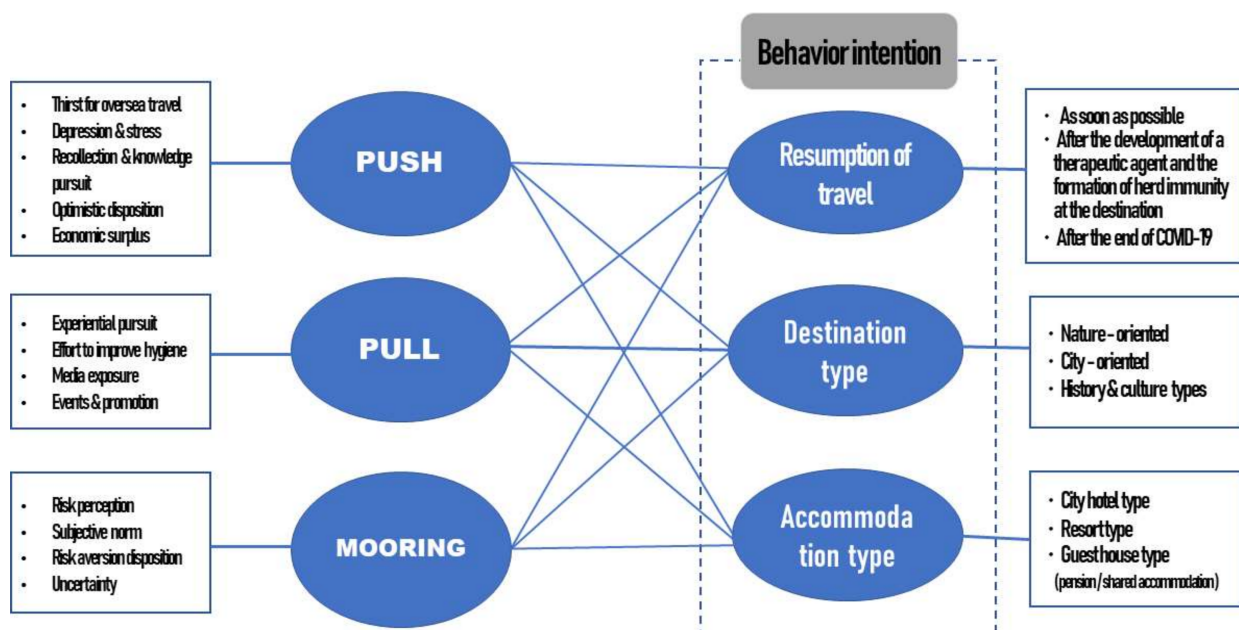 Behavior intention
• Thirst for oversea travel
• Depression & stress
• Recollection & knowledge
pursuit
• Optimistic disposition
• Economic surplus
PUSH
Resumption of
travel
· As soon as possible
· After the development of a
therapeutic agent and the
formation of herd immunity
at the destination
· After the end of COVID-19
• Experiential pursuit
• Effort to improve hygiene
• Media exposure
• Events & promotion
PULL
Destination
type
· Nature - oriented
· City - oriented
· History & culture types
• Risk perception
• Subjective norm
• Risk aversion disposition
• Uncertainty
MOORING
Accommoda
tion type
· City hotel type
· Resort type
· Guest house type
(pension / shared accommodation)